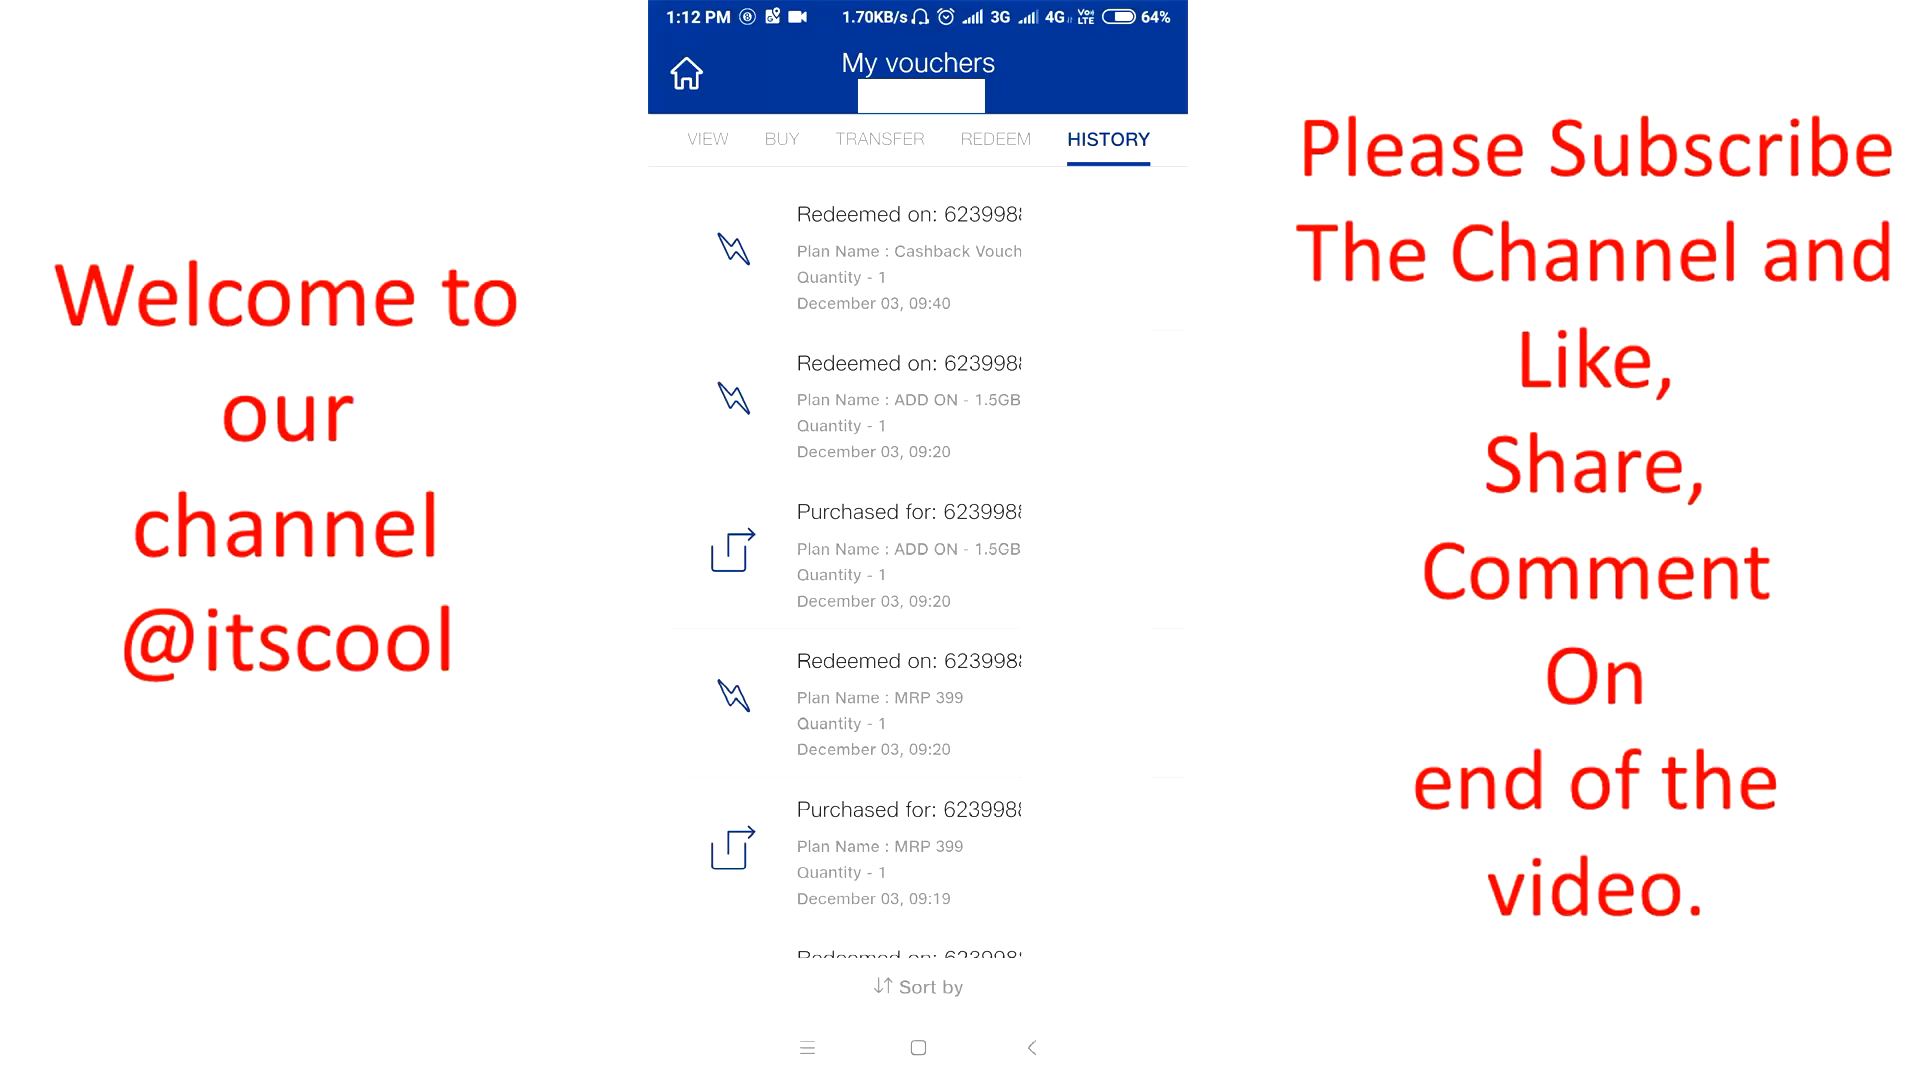 Welcome to
our
channel
@itscool
1:12 PM 1.70KB/s 3G 4G VoLTE 64%
My vouchers
VIEW BUY TRANSFER REDEEM HISTORY
Redeemed on: 623998
Plan Name : Cashback Vouch
Quantity - 1
December 03, 09:40
Redeemed on: 623998
Plan Name : ADD ON - 1.5GB
Quantity - 1
December 03, 09:20
Purchased for: 623998
Plan Name : ADD ON - 1.5GB
Quantity - 1
December 03, 09:20
Redeemed on: 623998
Plan Name : MRP 399
Quantity - 1
December 03, 09:20
Purchased for: 623998
Plan Name : MRP 399
Quantity - 1
December 03, 09:19
Redeemed on: 623998
Sort by
Please Subscribe
The Channel and
Like,
Share,
Comment
On
end of the
video.